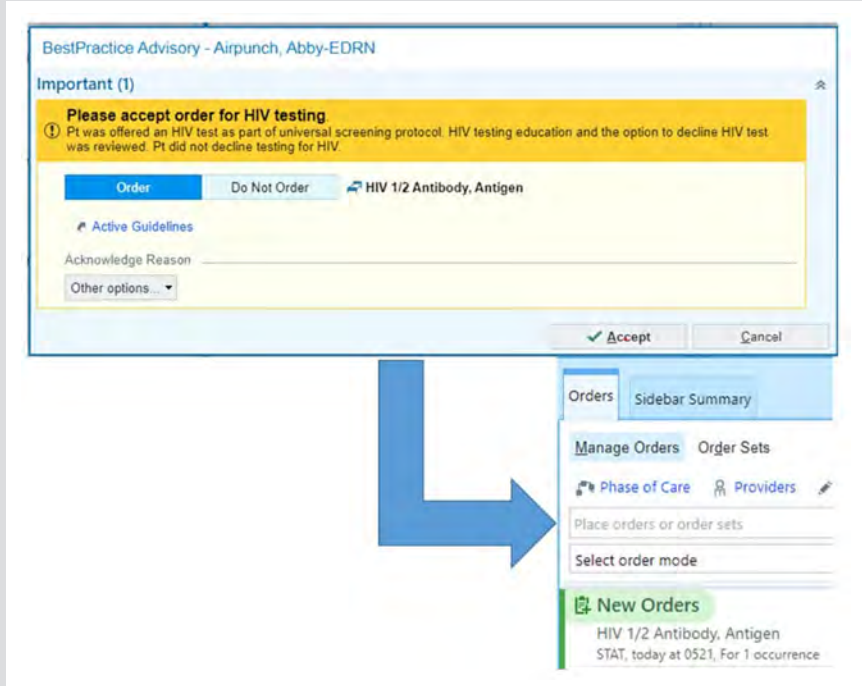 BestPractice Advisory - Airpunch, Abby-EDRN
Important (1)
Please accept order for HIV testing.
Pt was offered an HIV test as part of universal screening protocol. HIV testing education and the option to decline HIV test
was reviewed. Pt did not decline testing for HIV.
Order Do Not Order HIV 1/2 Antibody, Antigen
Active Guidelines
Acknowledge Reason
Other options...
Accept Cancel
Orders Sidebar Summary
Manage Orders Order Sets
Phase of Care Providers
Place orders or order sets
Select order mode
New Orders
HIV 1/2 Antibody, Antigen
STAT, today at 0521, For 1 occurrence